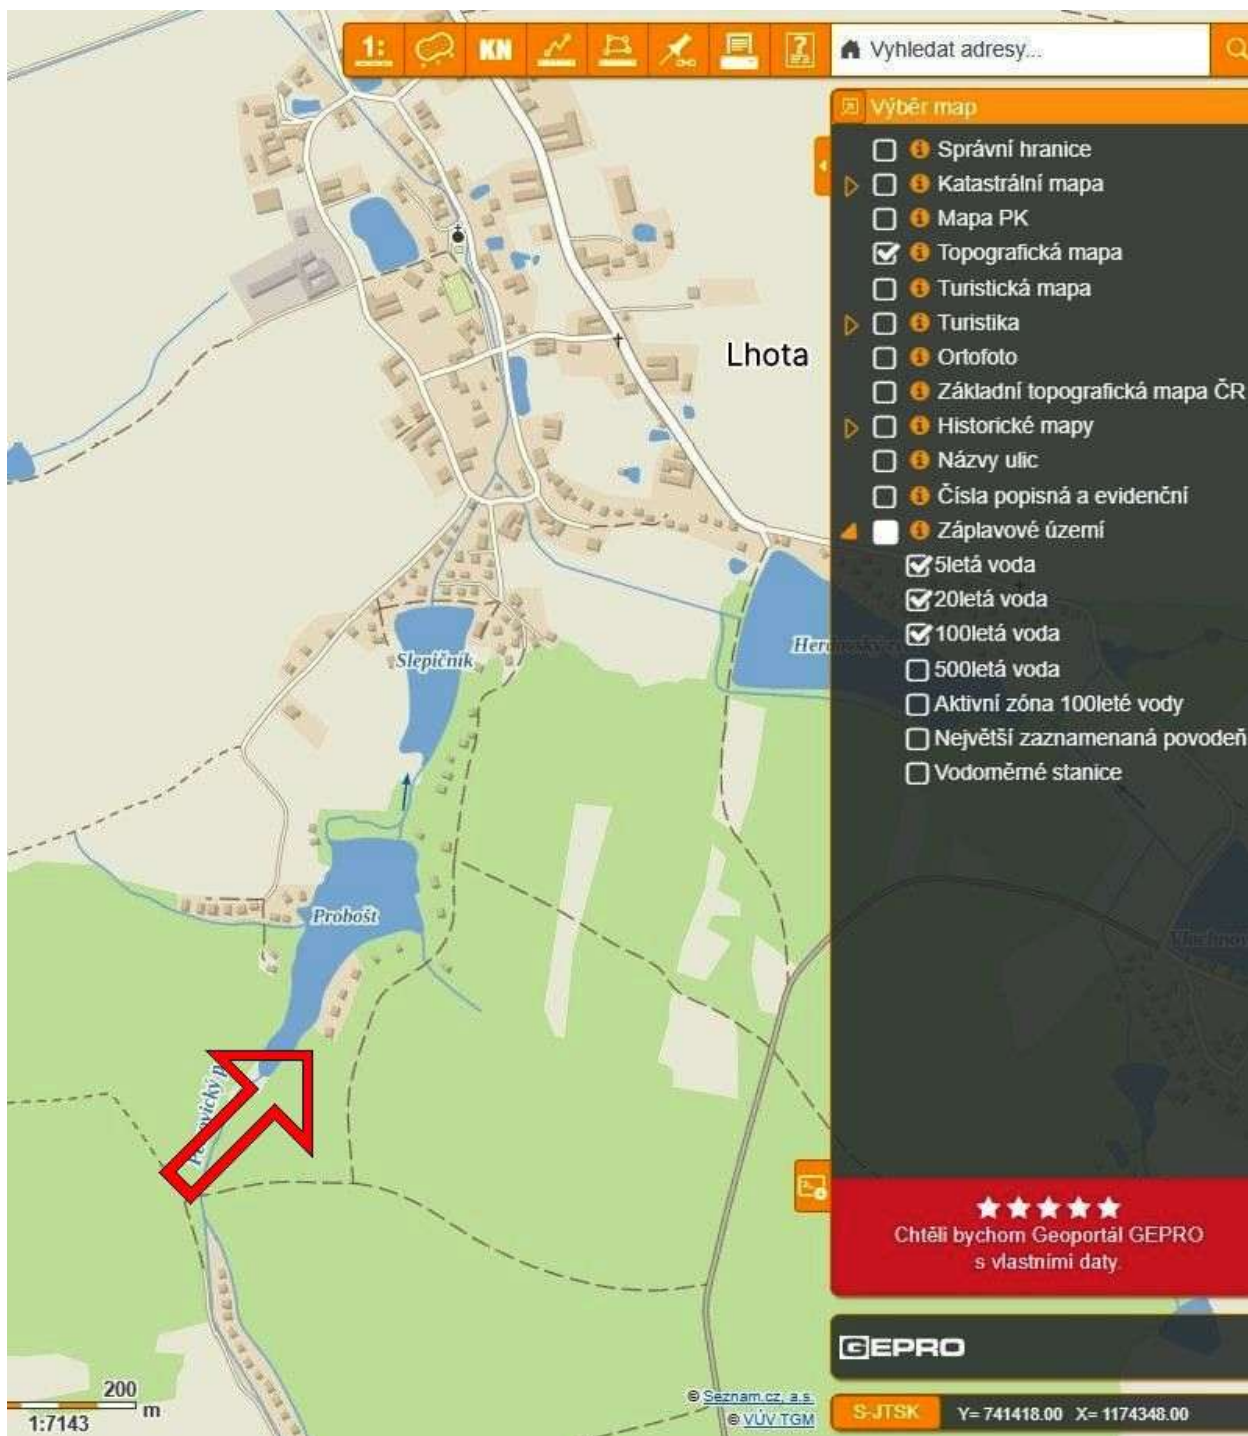 1:
KN
?
Vyhledat adresy...
Výběr map
Správní hranice
Katastrální mapa
Mapa PK
Topografická mapa
Turistická mapa
Turistika
Ortofoto
Základní topografická mapa ČR
Historické mapy
Názvy ulic
Čísla popisná a evidenční
Záplavové území
5letá voda
20letá voda
100letá voda
500letá voda
Aktivní zóna 100leté vody
Největší zaznamenaná povodeň
Vodoměrné stanice
Lhota
Slepičník
Probošt
Chtěli bychom Geoportál GEPRO
s vlastními daty.
GEPRO
200
m
1:7143
© Seznam.cz, a.s.
© VÚV TGM
S-JTSK Y= 741418.00 X= 1174348.00